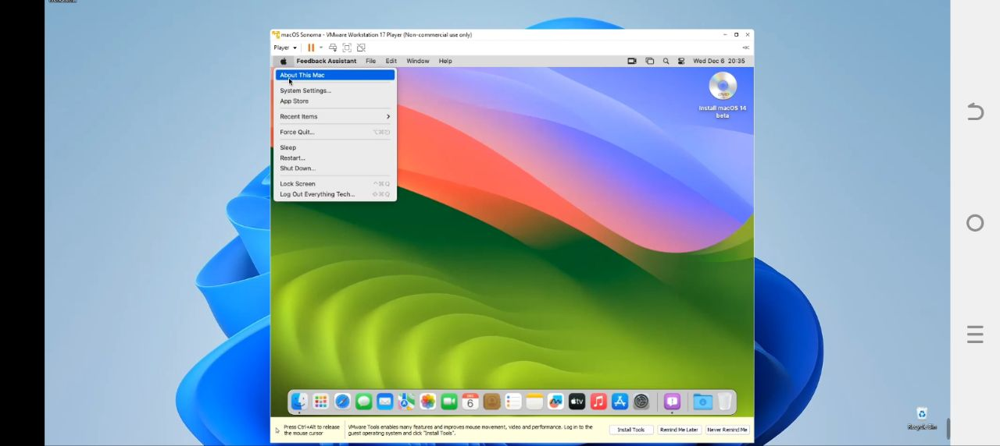 macOS Sonoma - VMware Workstation 17 Player (Non-commercial use only)
Player
Feedback Assistant File Edit Window Help Wed Dec 6 20:35
About This Mac
System Settings...
App Store
Recent Items
Force Quit... ⌥⌘⎋
Sleep
Restart...
Shut Down...
Lock Screen ^⌘Q
Log Out Everything Tech... ⇧⌘Q
DVD
Install macOS 14
beta
DEC
6
tv
Press Ctrl+Alt to release
the mouse cursor
VMware Tools enables many features and improves mouse movement, video and performance. Log in to the
guest operating system and click "Install Tools".
Install Tools
Remind Me Later
Never Remind Me
Recycle Bin